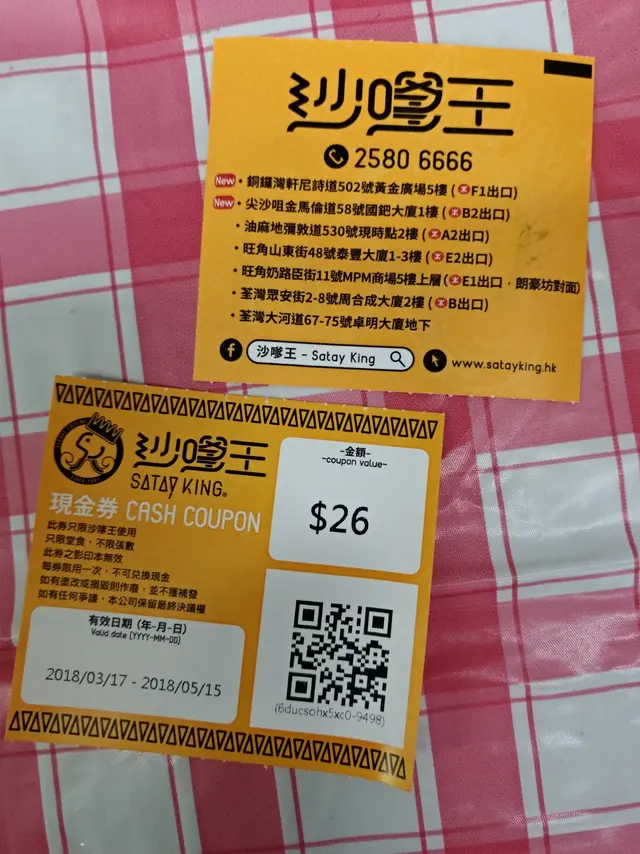 沙嗲王
2580 6666
New・銅鑼灣軒尼詩道502號黃金廣場5樓 (F1出口)
New・尖沙咀金馬倫道58號國鈀大廈1樓 (B2出口)
・油麻地彌敦道530號現時點2樓 (A2出口)
・旺角山東街48號泰豐大廈1-3樓 (E2出口)
・旺角奶路臣街11號MPM商場5樓上層(E1出口，朗豪坊對面)
・荃灣眾安街2-8號周合成大廈2樓 (B出口)
・荃灣大河道67-75號卓明大廈地下
f 沙嗲王 - Satay King www.satayking.hk
沙嗲王
SATAY KING®
現金券 CASH COUPON
此券只限沙嗲王使用
只限堂食，不限張數
此券之影印本無效
每券限用一次，不可兌換現金
如有塗改或損毀則作廢，並不獲補發
如有任何爭議，本公司保留最終決議權
有效日期 (年-月-日)
Valid date (YYYY-MM-DD)
2018/03/17 - 2018/05/15
-金額-
-coupon value-
$26
(6ducsohx5xc0-9498)